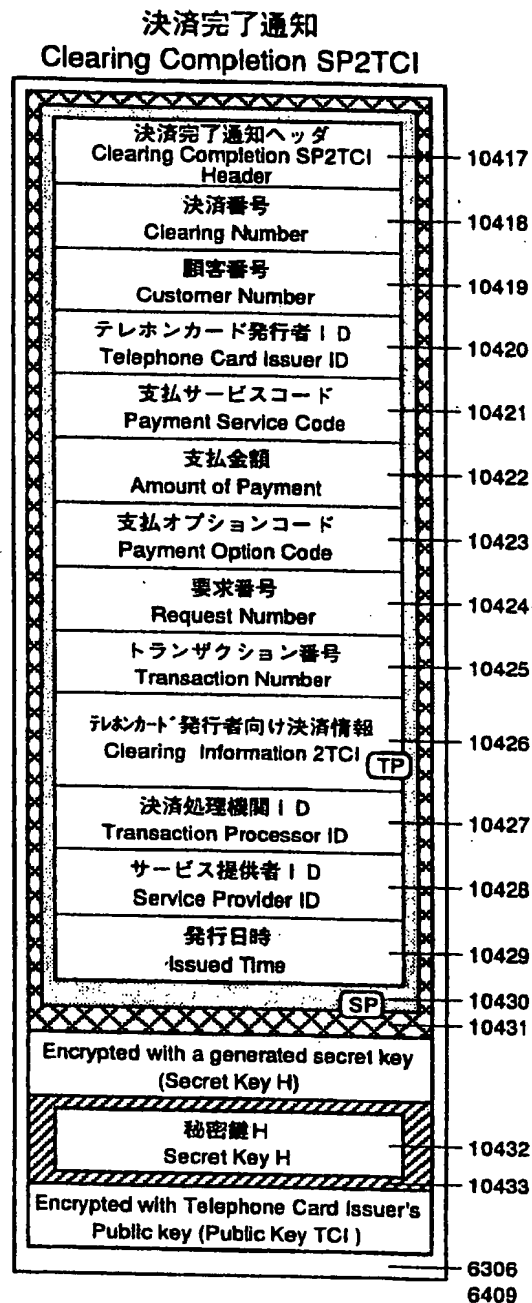 決済完了通知
Clearing Completion SP2TCI
決済完了通知ヘッダ
Clearing Completion SP2TCI
Header
10417
決済番号
Clearing Number
10418
顧客番号
Customer Number
10419
テレホンカード発行者ID
Telephone Card Issuer ID
10420
支払サービスコード
Payment Service Code
10421
支払金額
Amount of Payment
10422
支払オプションコード
Payment Option Code
10423
要求番号
Request Number
10424
トランザクション番号
Transaction Number
10425
テレホンカード発行者向け決済情報
Clearing Information 2TCI
TP
10426
決済処理機関ID
Transaction Processor ID
10427
サービス提供者ID
Service Provider ID
10428
発行日時
Issued Time
10429
SP
10430
10431
Encrypted with a generated secret key
(Secret Key H)
秘密鍵H
Secret Key H
10432
10433
Encrypted with Telephone Card Issuer's
Public key (Public Key TCI )
6306
6409